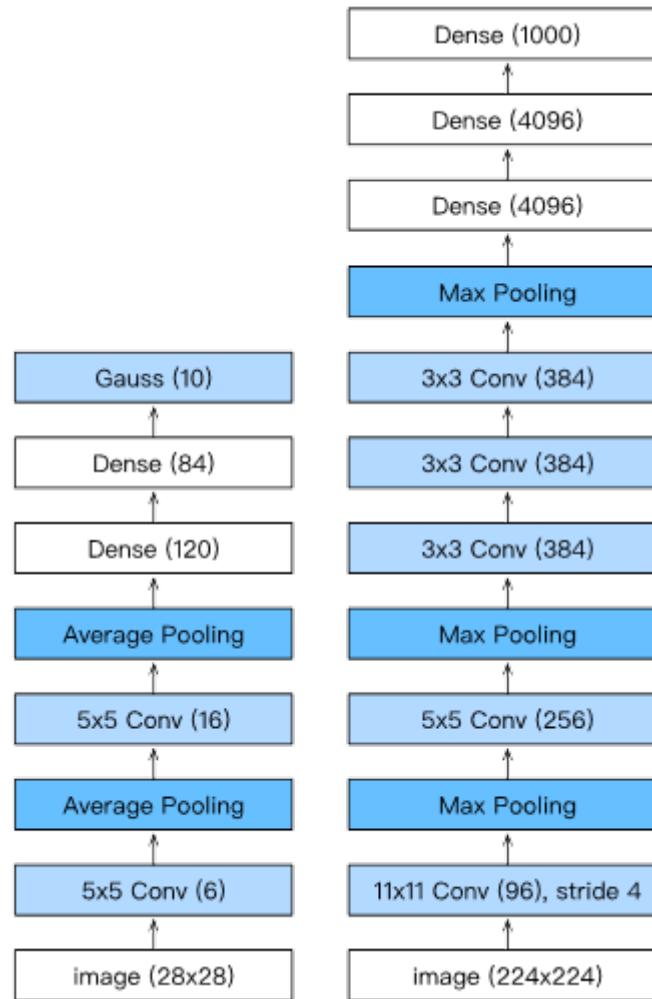 Gauss (10)
Dense (84)
Dense (120)
Average Pooling
5x5 Conv (16)
Average Pooling
5x5 Conv (6)
image (28x28)
Dense (1000)
Dense (4096)
Dense (4096)
Max Pooling
3x3 Conv (384)
3x3 Conv (384)
3x3 Conv (384)
Max Pooling
5x5 Conv (256)
Max Pooling
11x11 Conv (96), stride 4
image (224x224)